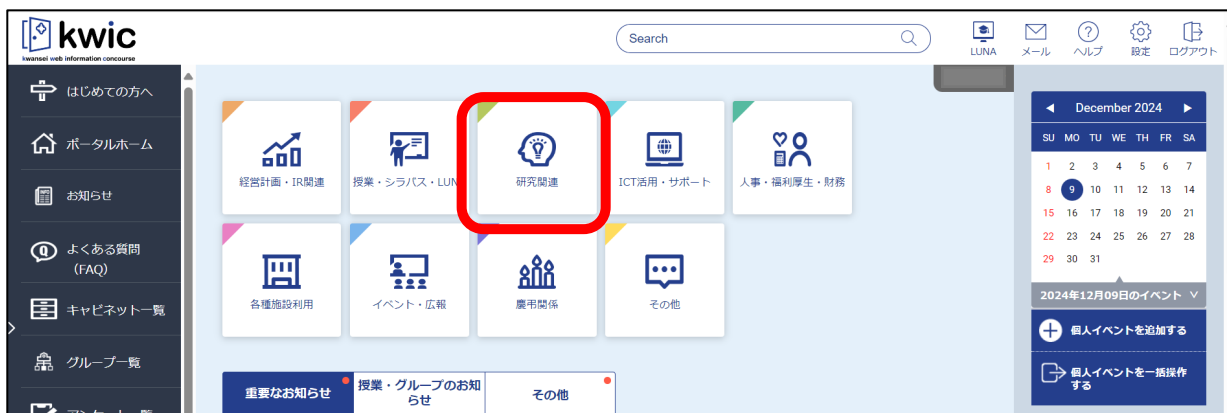 kwic
kwansei web information concourse
Search
LUNA
メール
ヘルプ
設定
ログアウト
はじめての方へ
ポータルホーム
お知らせ
よくある質問
(FAQ)
キャビネット一覧
グループ一覧
経営計画・IR関連
授業・シラバス・LUN
研究関連
ICT活用・サポート
人事・福利厚生・財務
各種施設利用
イベント・広報
慶弔関係
その他
重要なお知らせ
授業・グループのお知
らせ
その他
December 2024
SU MO TU WE TH FR SA
1 2 3 4 5 6 7
8 9 10 11 12 13 14
15 16 17 18 19 20 21
22 23 24 25 26 27 28
29 30 31
2024年12月09日のイベント
個人イベントを追加する
個人イベントを一括操作
する